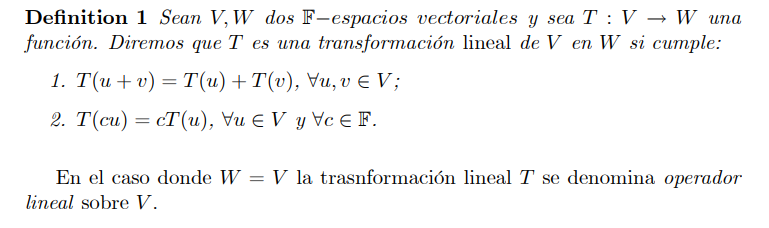 Definition 1 Sean V, W dos 𝔽−espacios vectoriales y sea T : V → W una
función. Diremos que T es una transformación lineal de V en W si cumple:
1. T(u + v) = T(u) + T(v), ∀u, v ∈ V;
2. T(cu) = cT(u), ∀u ∈ V y ∀c ∈ 𝔽.
En el caso donde W = V la trasnformación lineal T se denomina operador
lineal sobre V.